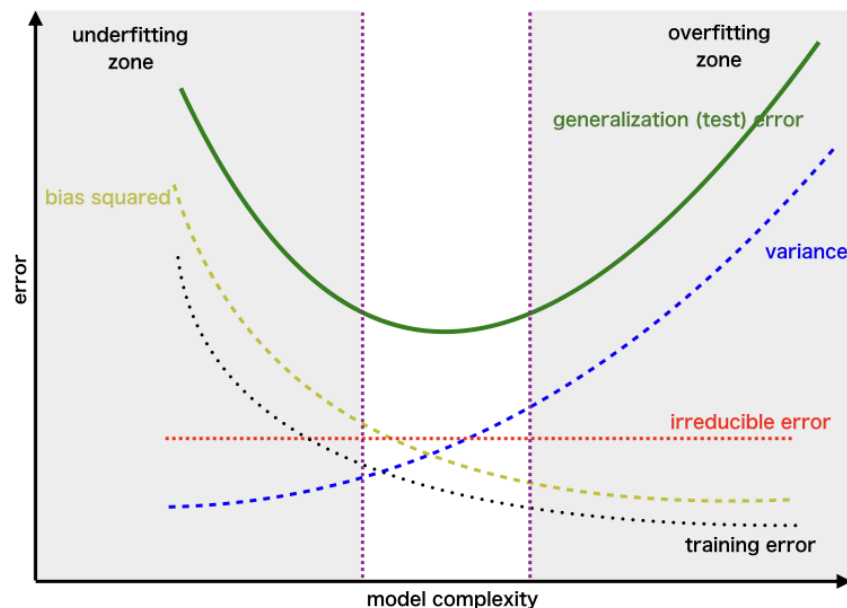 underfitting
zone
overfitting
zone
generalization (test) error
bias squared
variance
error
irreducible error
training error
model complexity